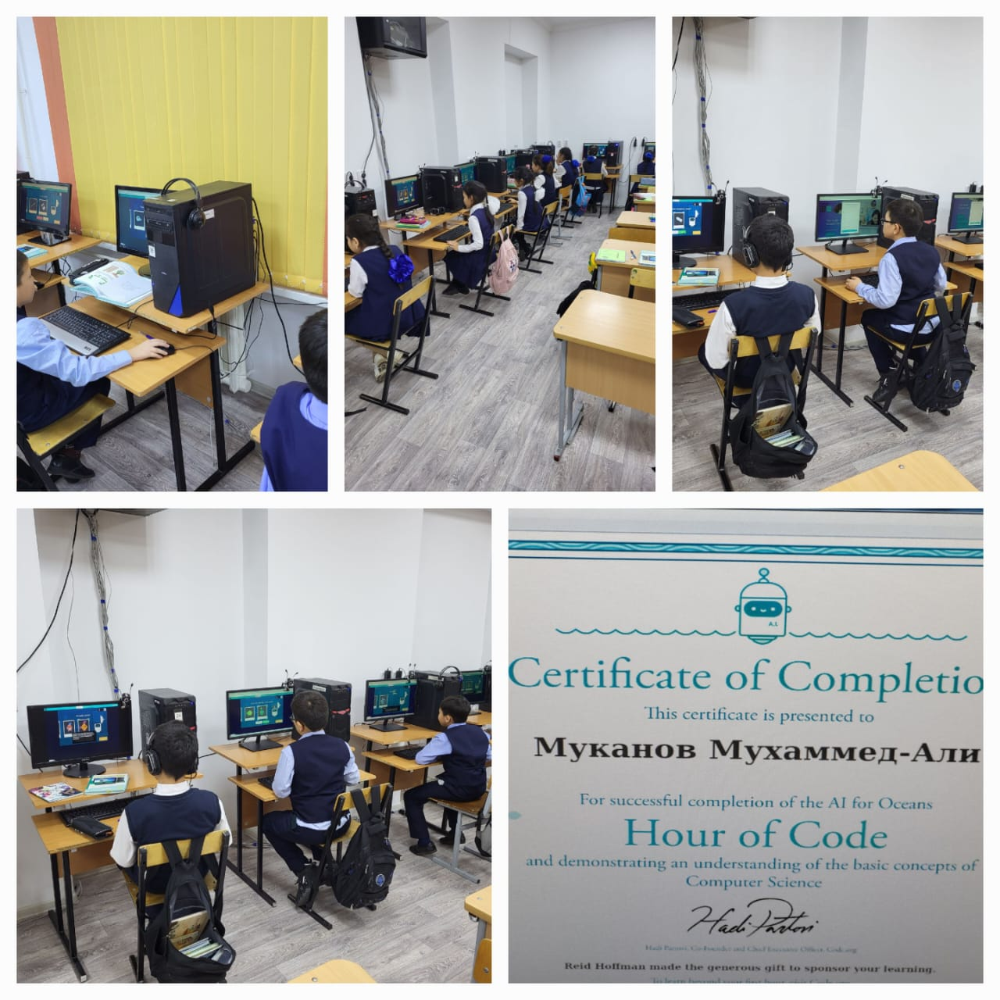 24
A.I.
Certificate of Completio
This certificate is presented to
Муканов Мухаммед-Али
For successful completion of the AI for Oceans
Hour of Code
and demonstrating an understanding of the basic concepts of
Computer Science
Hadi Partovi
Hadi Partovi, Co-Founder and Chief Executive Officer, Code.org
Reid Hoffman made the generous gift to sponsor your learning.